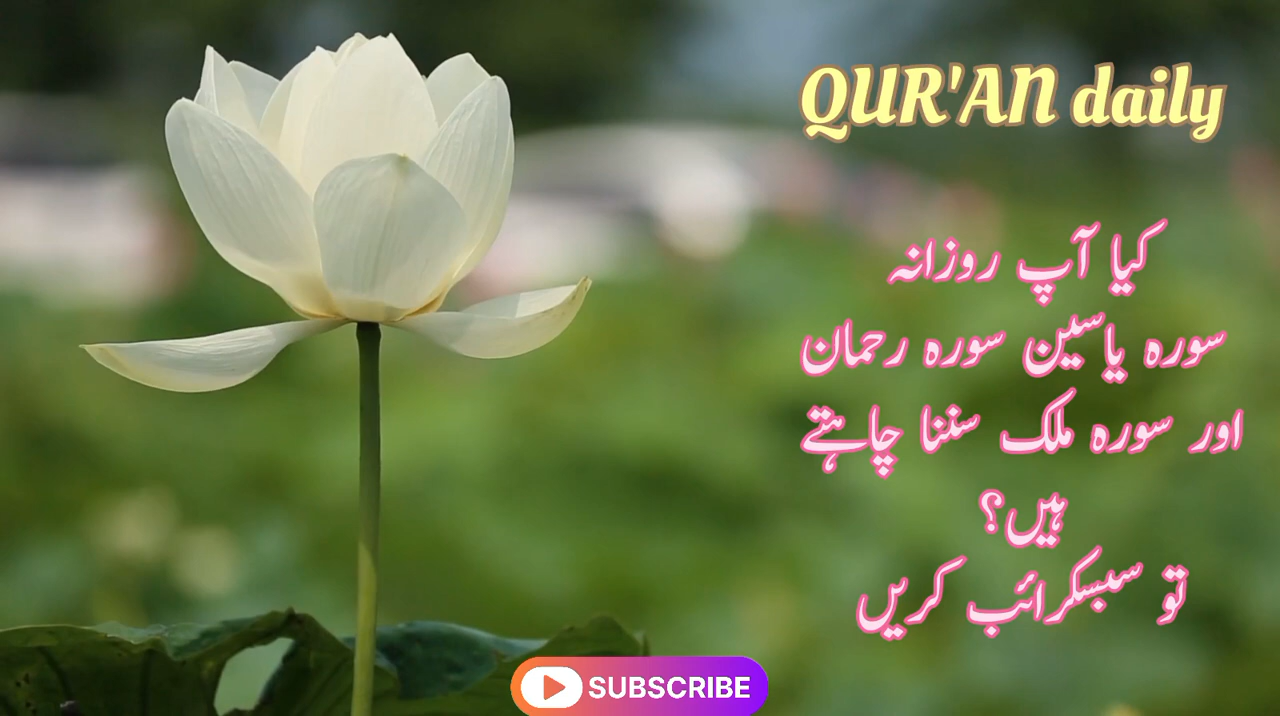 QUR'AN daily
کیا آپ روزانہ
سورہ یاسین سورہ رحمان
اور سورہ ملک سننا چاہتے
ہیں؟
تو سبسکرائب کریں
SUBSCRIBE